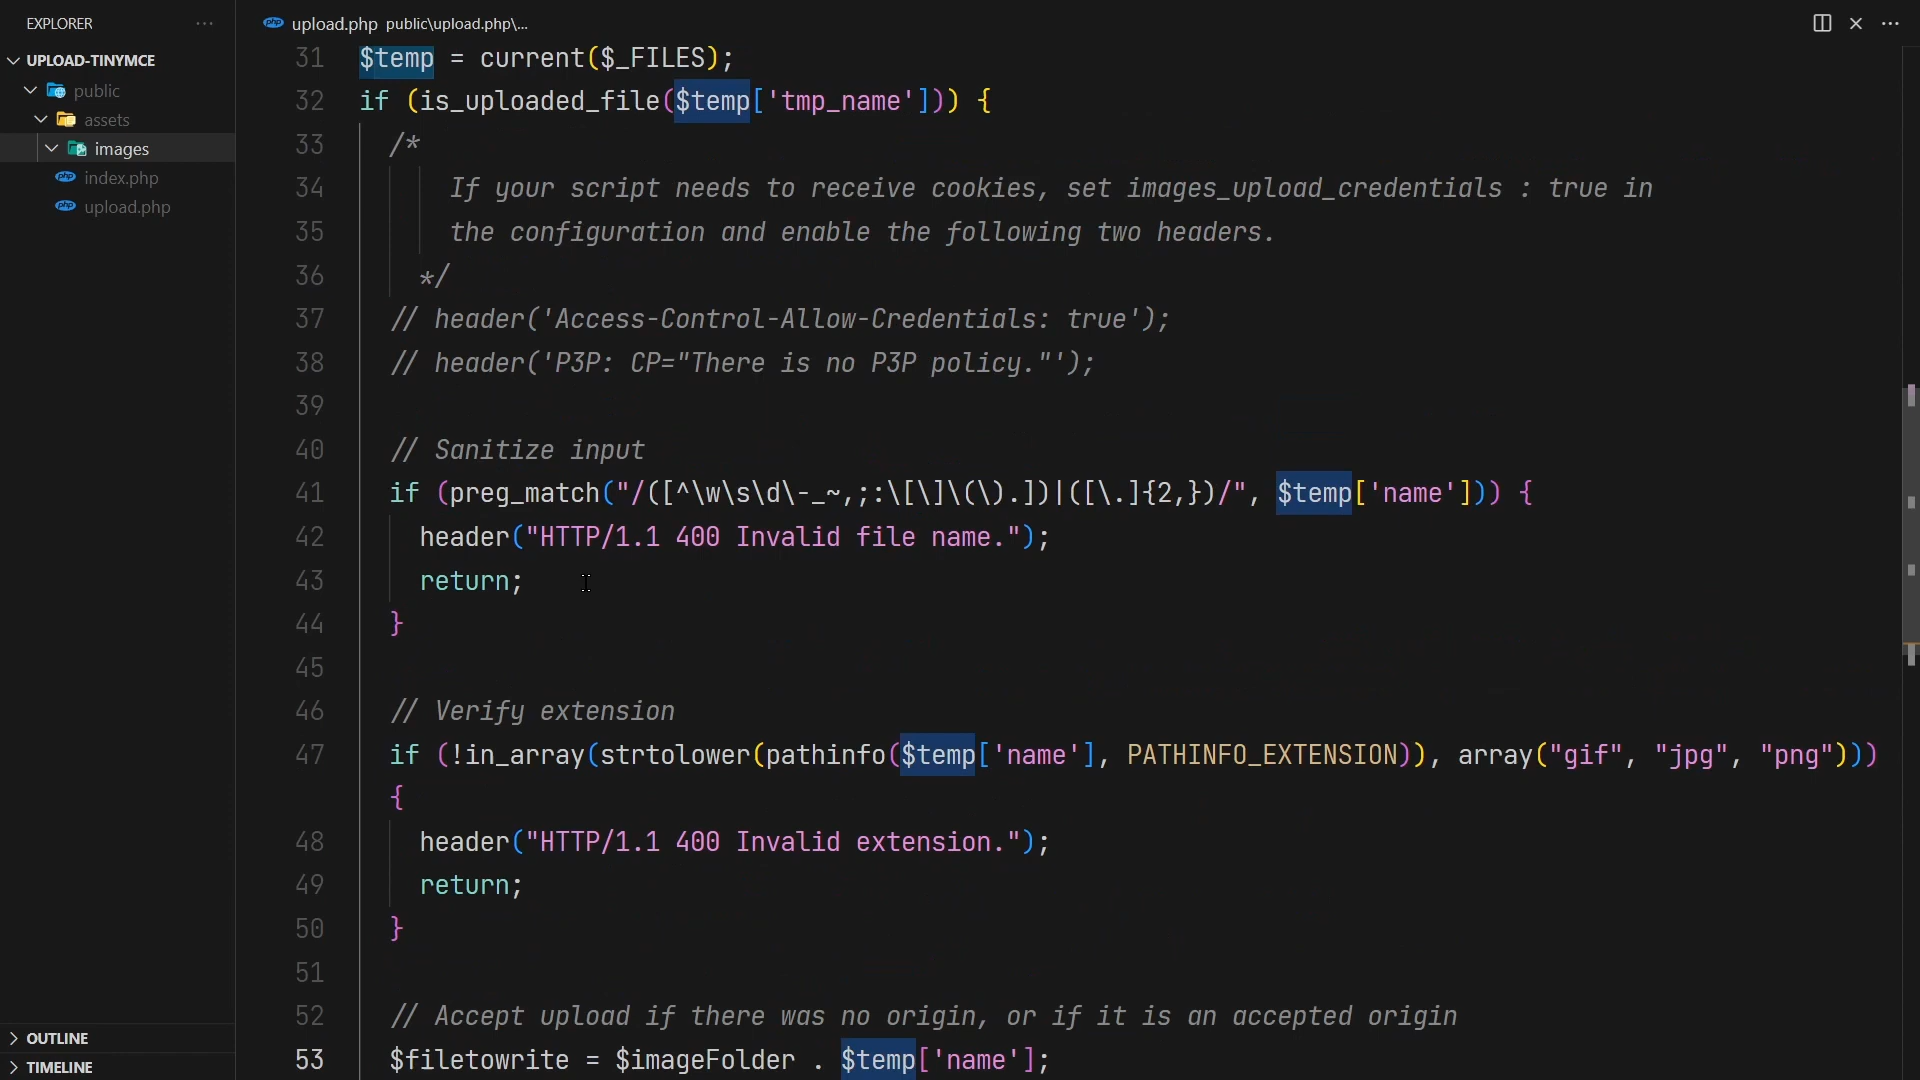 EXPLORER
upload.php public\upload.php\...
UPLOAD-TINYMCE
public
assets
images
index.php
upload.php
31 $temp = current($_FILES);
32 if (is_uploaded_file($temp['tmp_name'])) {
33 /*
34 If your script needs to receive cookies, set images_upload_credentials : true in
35 the configuration and enable the following two headers.
36 */
37 // header('Access-Control-Allow-Credentials: true');
38 // header('P3P: CP="There is no P3P policy."');
39
40 // Sanitize input
41 if (preg_match("/([^\w\s\d\-_~,;:\[\]\(\).])|([\.]{2,})/", $temp['name'])) {
42 header("HTTP/1.1 400 Invalid file name.");
43 return;
44 }
45
46 // Verify extension
47 if (!in_array(strtolower(pathinfo($temp['name'], PATHINFO_EXTENSION)), array("gif", "jpg", "png")))
{
48 header("HTTP/1.1 400 Invalid extension.");
49 return;
50 }
51
52 // Accept upload if there was no origin, or if it is an accepted origin
53 $filetowrite = $imageFolder . $temp['name'];
OUTLINE
TIMELINE